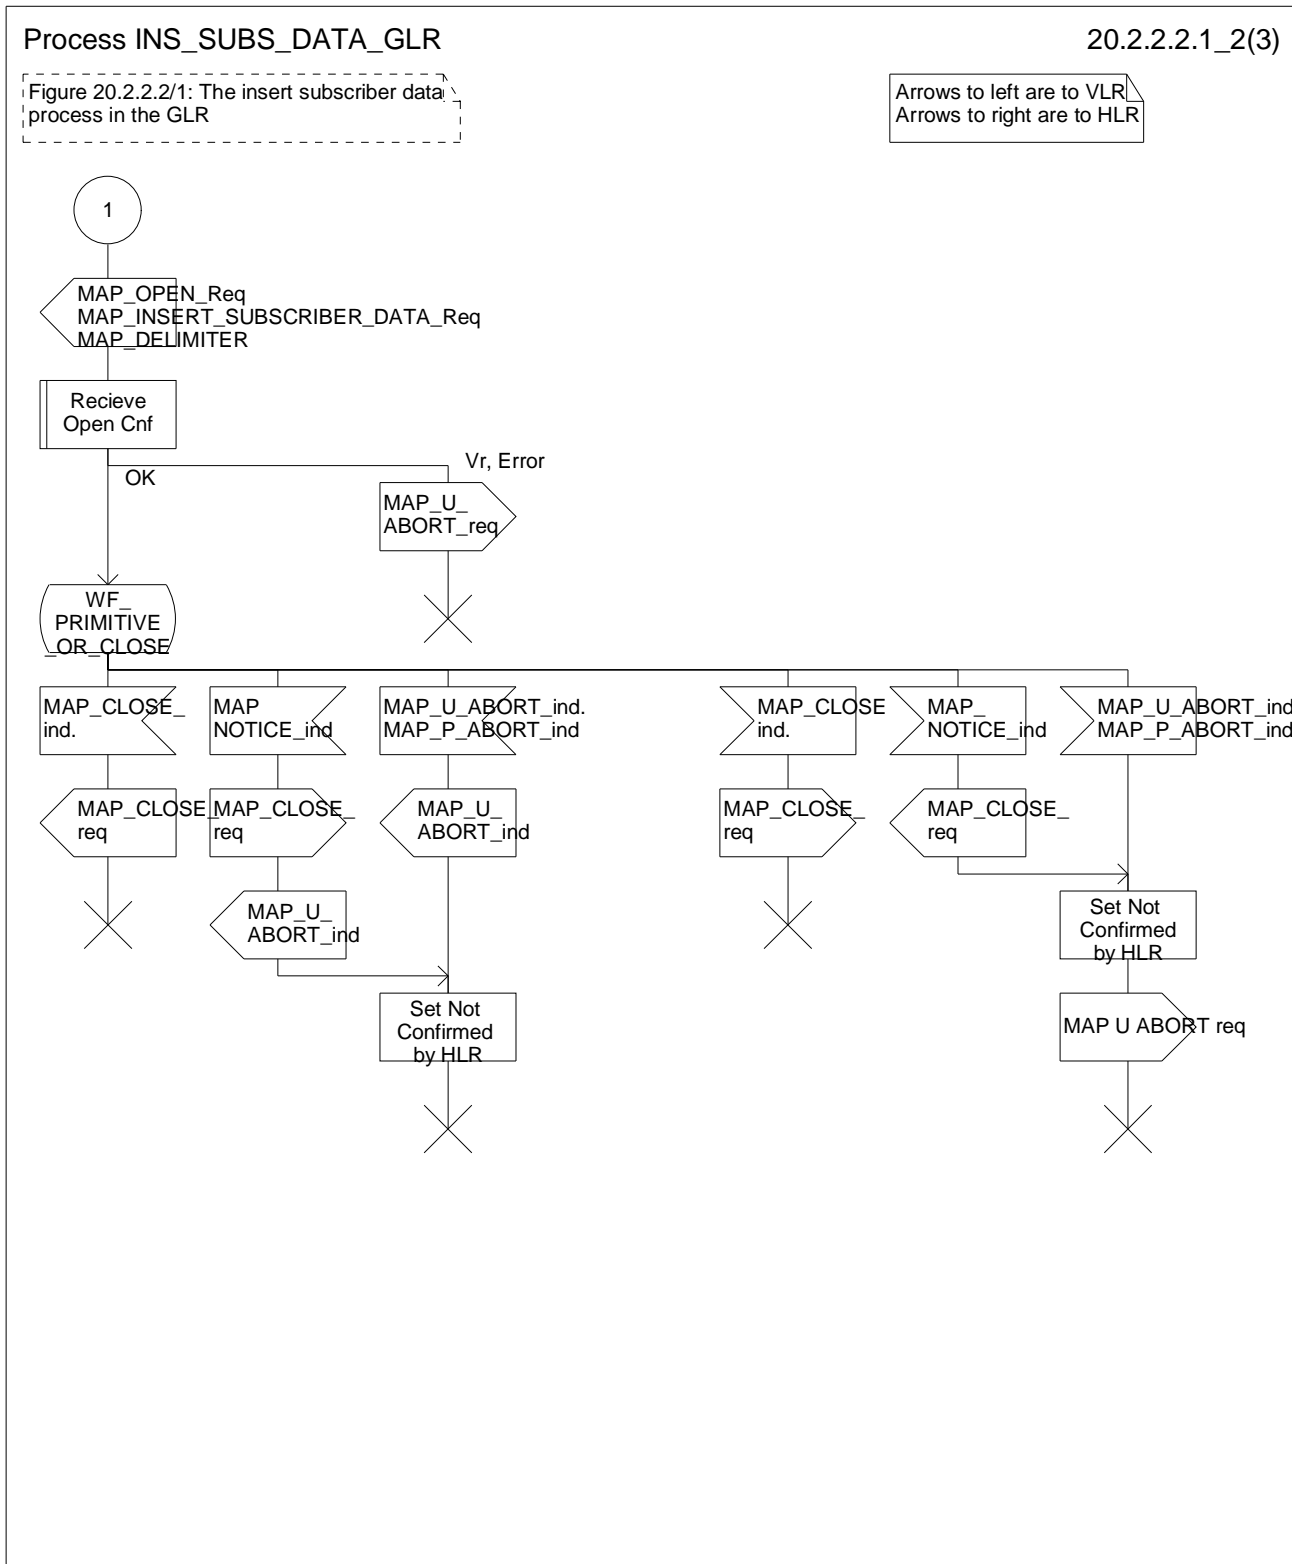 Process INS_SUBS_DATA_GLR
20.2.2.2.1_2(3)
Figure 20.2.2.2/1: The insert subscriber data
process in the GLR
Arrows to left are to VLR
Arrows to right are to HLR
1
MAP_OPEN_Req
MAP_INSERT_SUBSCRIBER_DATA_Req
MAP_DELIMITER
Recieve
Open Cnf
OK
Vr, Error
MAP_U_
ABORT_req
WF_
PRIMITIVE
_OR_CLOSE
MAP_CLOSE_
ind.
MAP
NOTICE_ind
MAP_U_ABORT_ind.
MAP_P_ABORT_ind
MAP_CLOSE
ind.
MAP_
NOTICE_ind
MAP_U_ABORT_ind
MAP_P_ABORT_ind
MAP_CLOSE_
req
MAP_CLOSE_
req
MAP_U_
ABORT_ind
MAP_CLOSE_
req
MAP_CLOSE_
req
MAP_U_
ABORT_ind
Set Not
Confirmed
by HLR
Set Not
Confirmed
by HLR
MAP U ABORT req